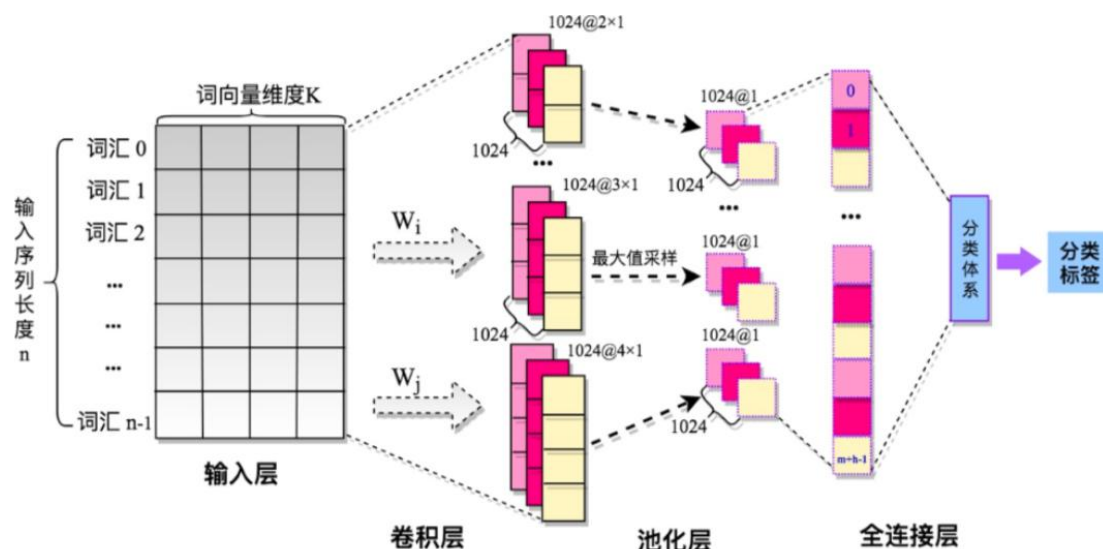 词向量维度K
输入序列长度n
词汇 0
词汇 1
词汇 2
...
...
...
词汇 n-1
输入层
W_i
W_j
1024@2×1
1024
...
1024@3×1
1024
1024@4×1
卷积层
最大值采样
1024@1
1024
...
1024@1
1024@1
1024
池化层
0
1
...
m+h-1
全连接层
分类体系
分类
标签